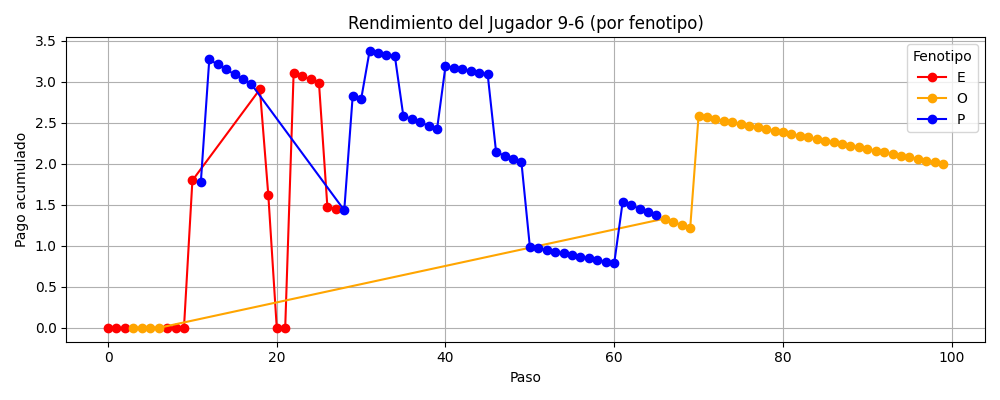 Rendimiento del Jugador 9-6 (por fenotipo)
Pago acumulado
3.5
3.0
2.5
2.0
1.5
1.0
0.5
0.0
Fenotipo
E
O
P
0 20 40 60 80 100
Paso